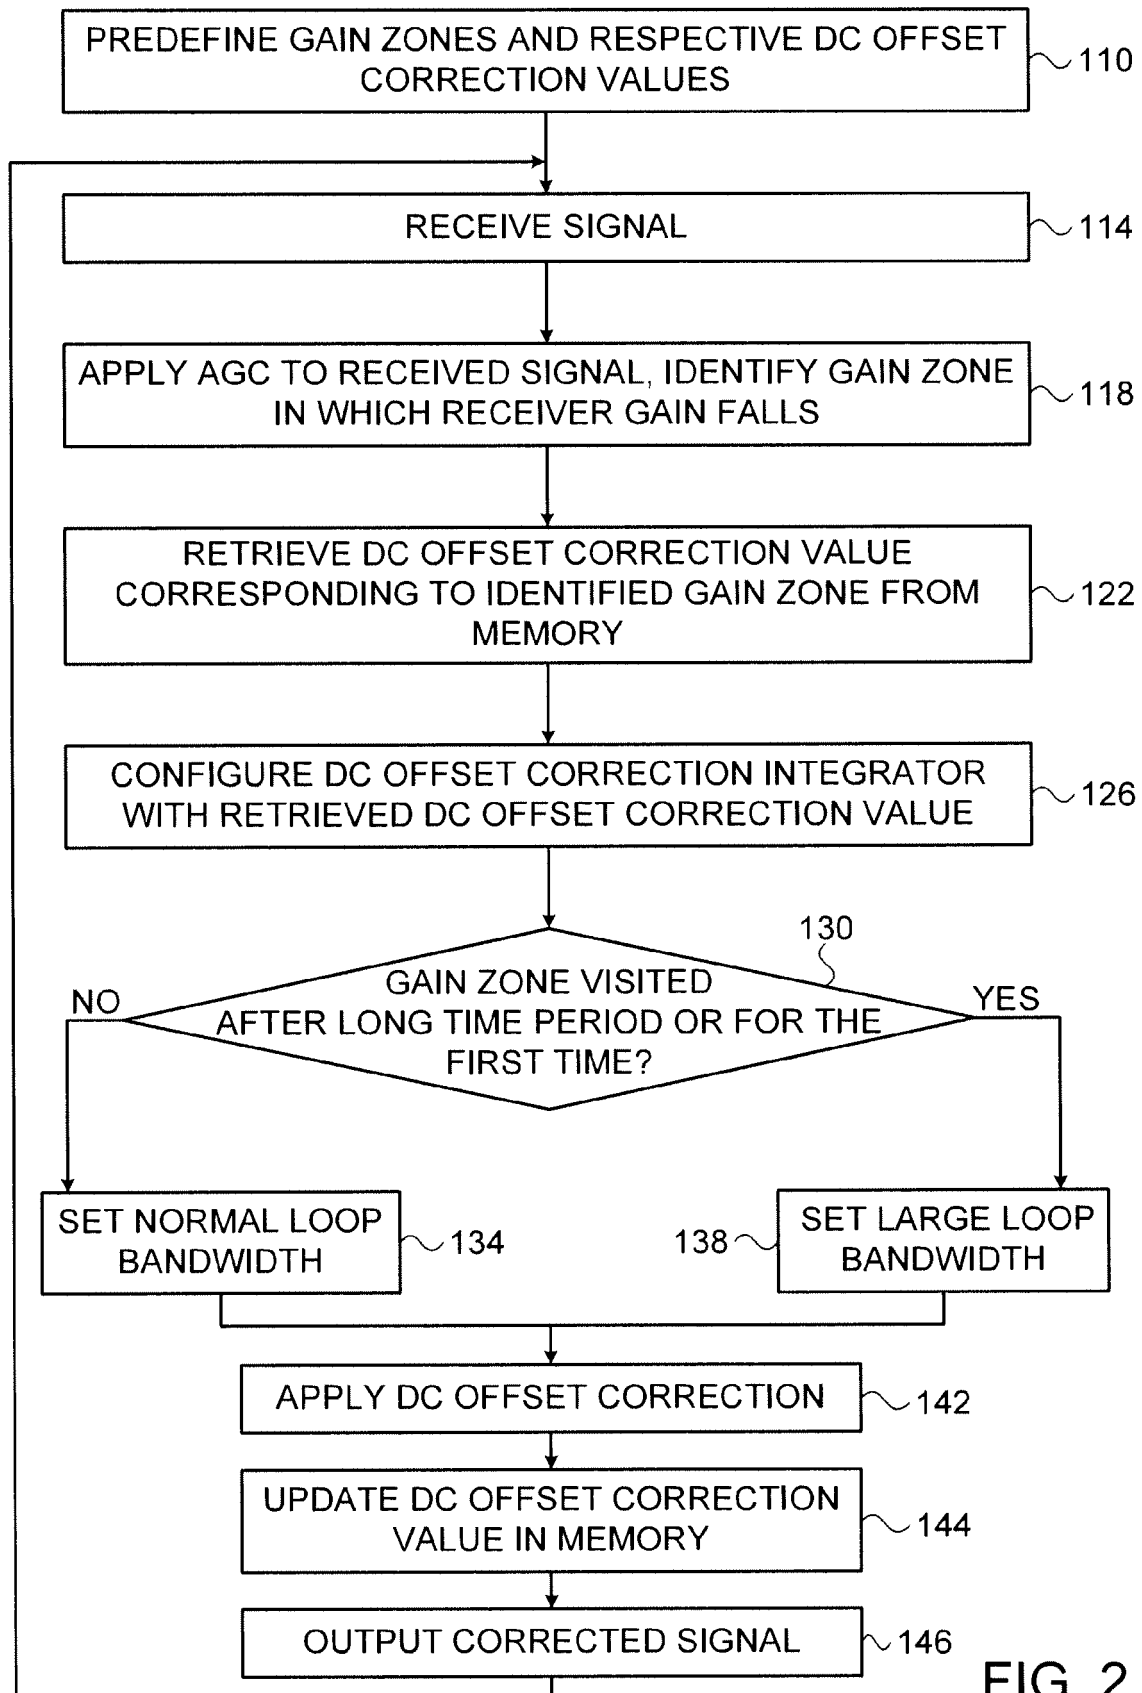 PREDEFINE GAIN ZONES AND RESPECTIVE DC OFFSET
CORRECTION VALUES
110
RECEIVE SIGNAL
114
APPLY AGC TO RECEIVED SIGNAL, IDENTIFY GAIN ZONE
IN WHICH RECEIVER GAIN FALLS
118
RETRIEVE DC OFFSET CORRECTION VALUE
CORRESPONDING TO IDENTIFIED GAIN ZONE FROM
MEMORY
122
CONFIGURE DC OFFSET CORRECTION INTEGRATOR
WITH RETRIEVED DC OFFSET CORRECTION VALUE
126
130
GAIN ZONE VISITED
AFTER LONG TIME PERIOD OR FOR THE
FIRST TIME?
NO
YES
SET NORMAL LOOP
BANDWIDTH
134
138
SET LARGE LOOP
BANDWIDTH
APPLY DC OFFSET CORRECTION
142
UPDATE DC OFFSET CORRECTION
VALUE IN MEMORY
144
OUTPUT CORRECTED SIGNAL
146
FIG. 2